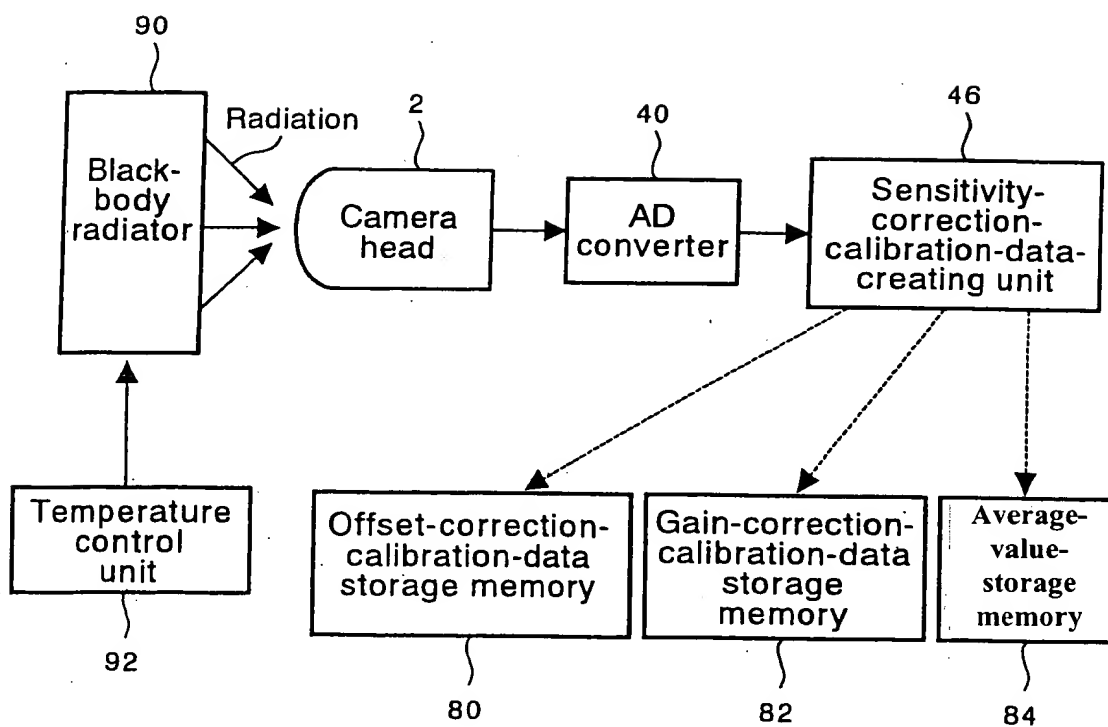 90
Radiation
2
40
46
Black-
body
radiator
Camera
head
AD
converter
Sensitivity-
correction-
calibration-data-
creating unit
Temperature
control
unit
92
Offset-correction-
calibration-data
storage memory
80
Gain-correction-
calibration-data
storage
memory
82
Average-
value-
storage
memory
84